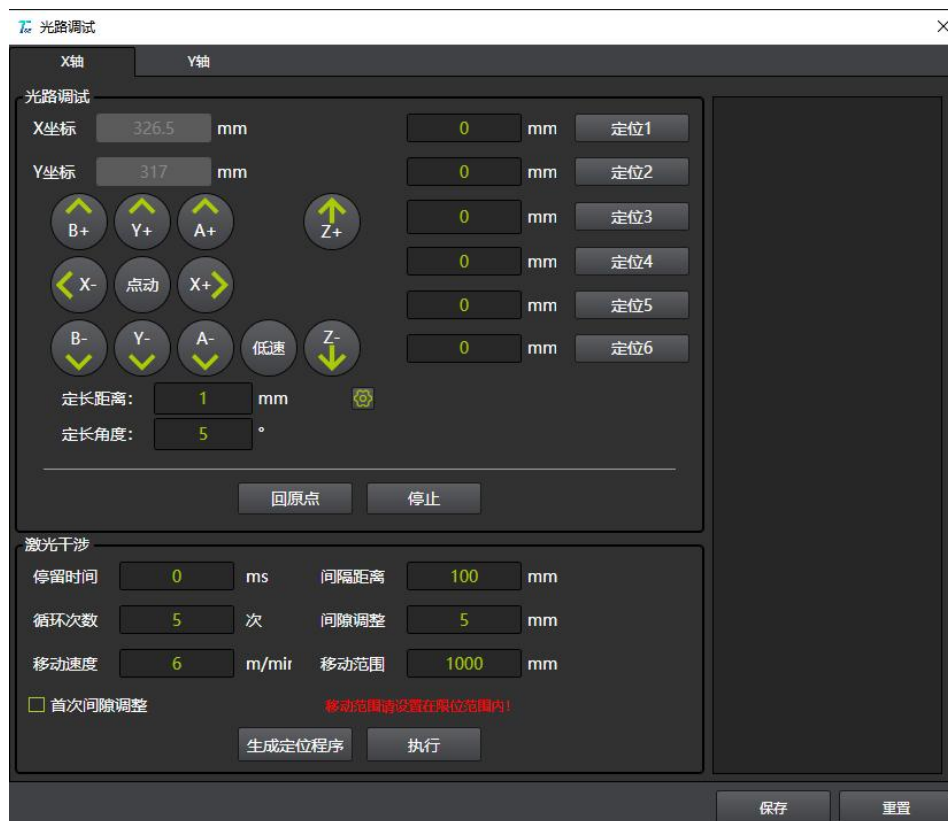 光路调试
X轴 Y轴
光路调试
X坐标 326.5 mm 0 mm 定位1
Y坐标 317 mm 0 mm 定位2
B+ Y+ A+ Z+ 0 mm 定位3
0 mm 定位4
X- 点动 X+ 0 mm 定位5
B- Y- A- 低速 Z- 0 mm 定位6
定长距离: 1 mm
定长角度: 5 °
回原点 停止
激光干涉
停留时间 0 ms 间隔距离 100 mm
循环次数 5 次 间隙调整 5 mm
移动速度 6 m/mir 移动范围 1000 mm
首次间隙调整 移动范围请设置在限位范围内!
生成定位程序 执行
保存 重置